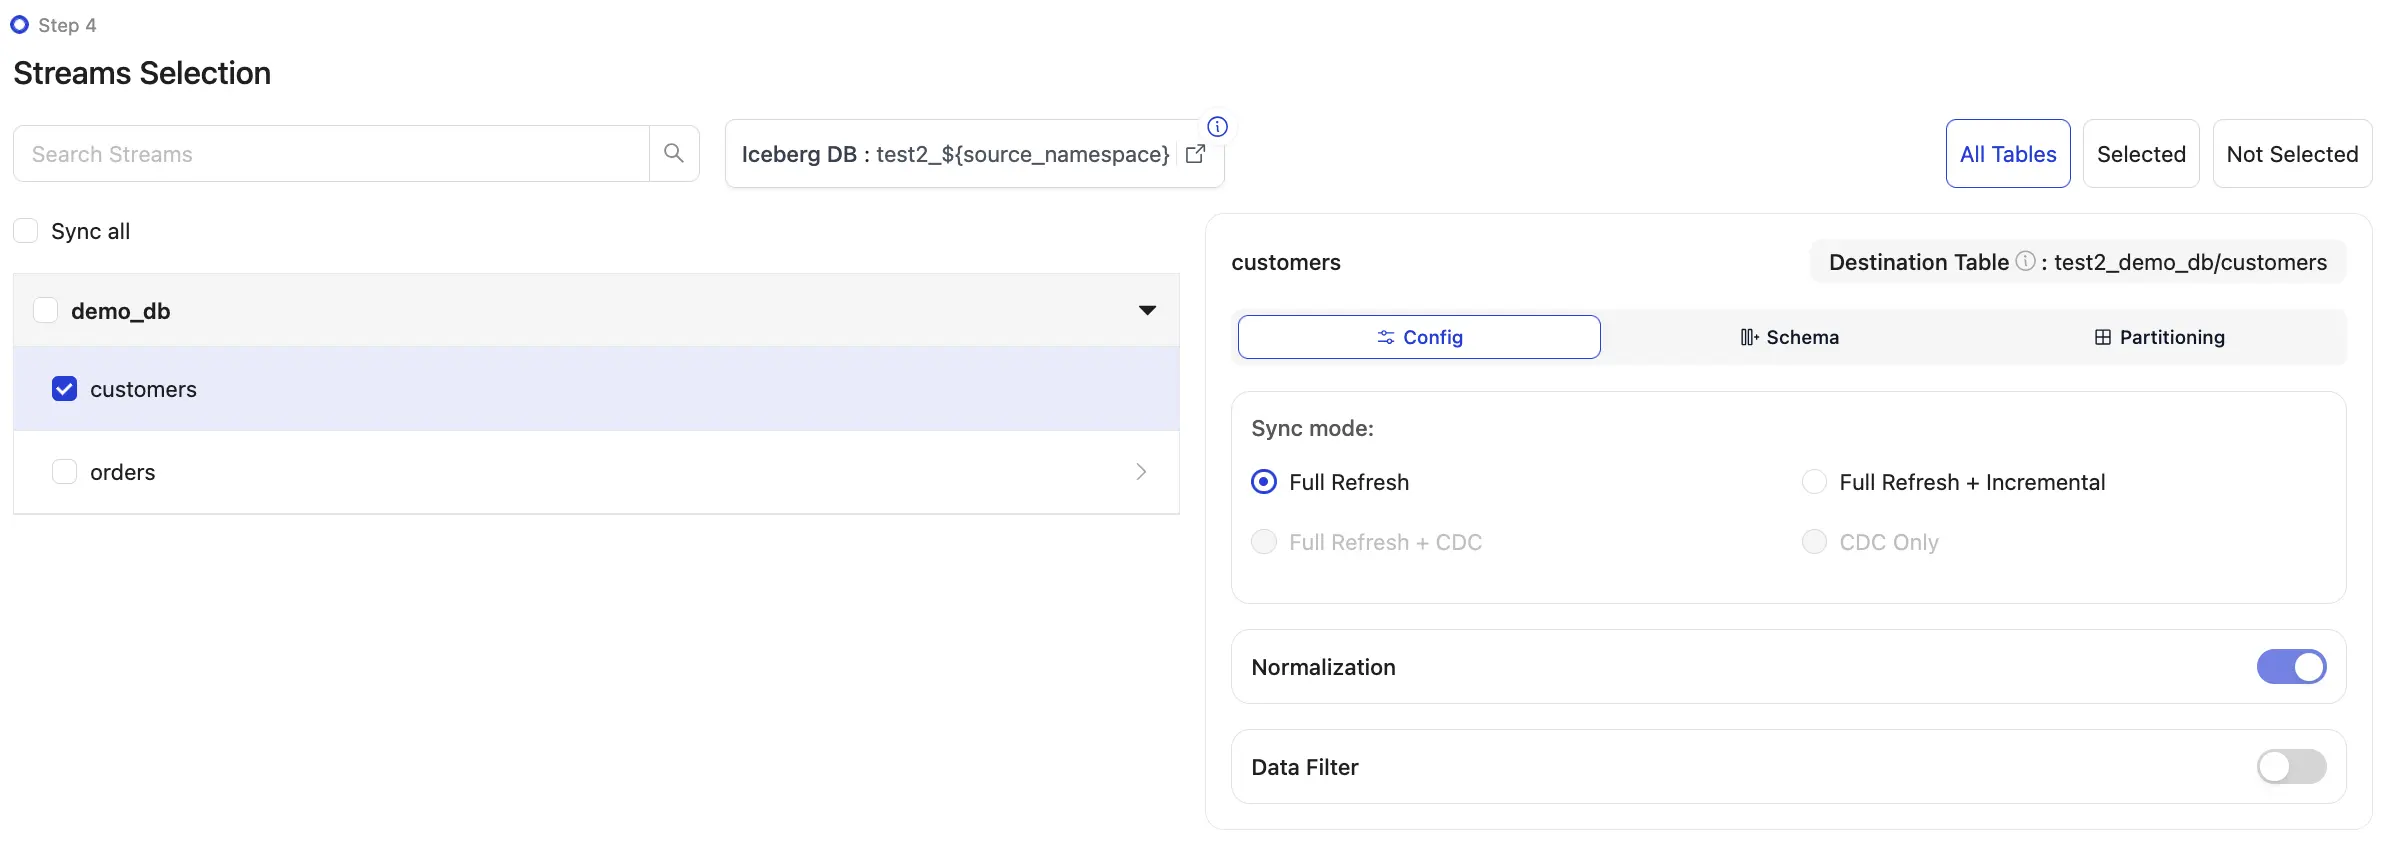 Step 4
Streams Selection
Search Streams
Iceberg DB : test2_${source_namespace}
All Tables
Selected
Not Selected
Sync all
demo_db
customers
orders
customers
Destination Table : test2_demo_db/customers
Config
Schema
Partitioning
Sync mode:
Full Refresh
Full Refresh + Incremental
Full Refresh + CDC
CDC Only
Normalization
Data Filter